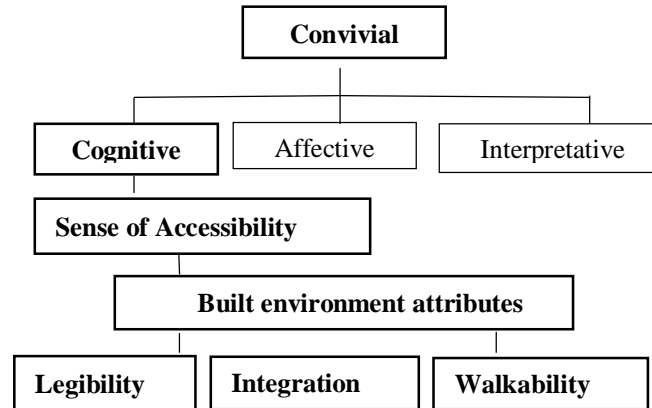 Convivial
Cognitive
Affective
Interpretative
Sense of Accessibility
Built environment attributes
Legibility
Integration
Walkability